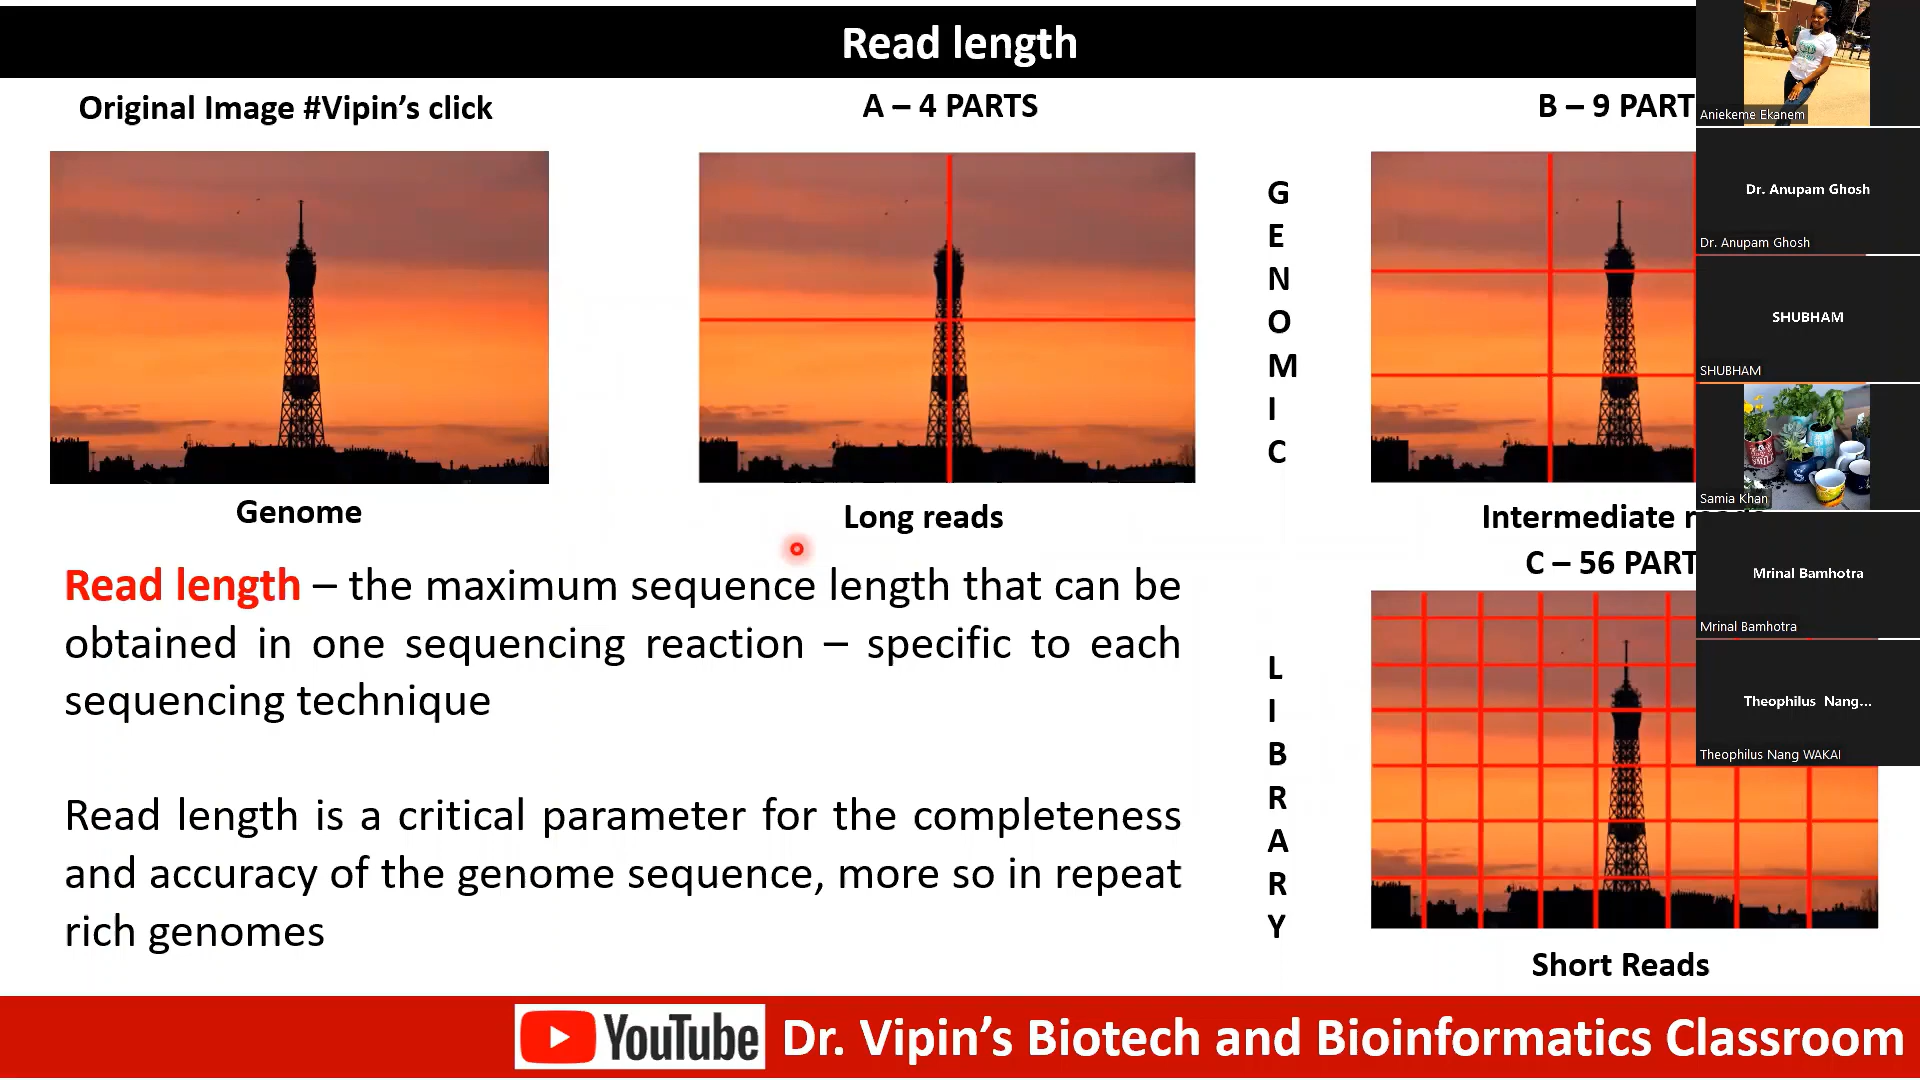 Read length
Original Image #Vipin’s click
A – 4 PARTS
B – 9 PART
Genome
Long reads
Intermediate
C – 56 PART
G
E
N
O
M
I
C
L
I
B
R
A
R
Y
Read length – the maximum sequence length that can be
obtained in one sequencing reaction – specific to each
sequencing technique
Read length is a critical parameter for the completeness
and accuracy of the genome sequence, more so in repeat
rich genomes
Short Reads
YouTube Dr. Vipin’s Biotech and Bioinformatics Classroom
Aniekeme Ekanem
Dr. Anupam Ghosh
Dr. Anupam Ghosh
SHUBHAM
SHUBHAM
Samia Khan
Mrinal Bamhotra
Mrinal Bamhotra
Theophilus Nang...
Theophilus Nang WAKAI